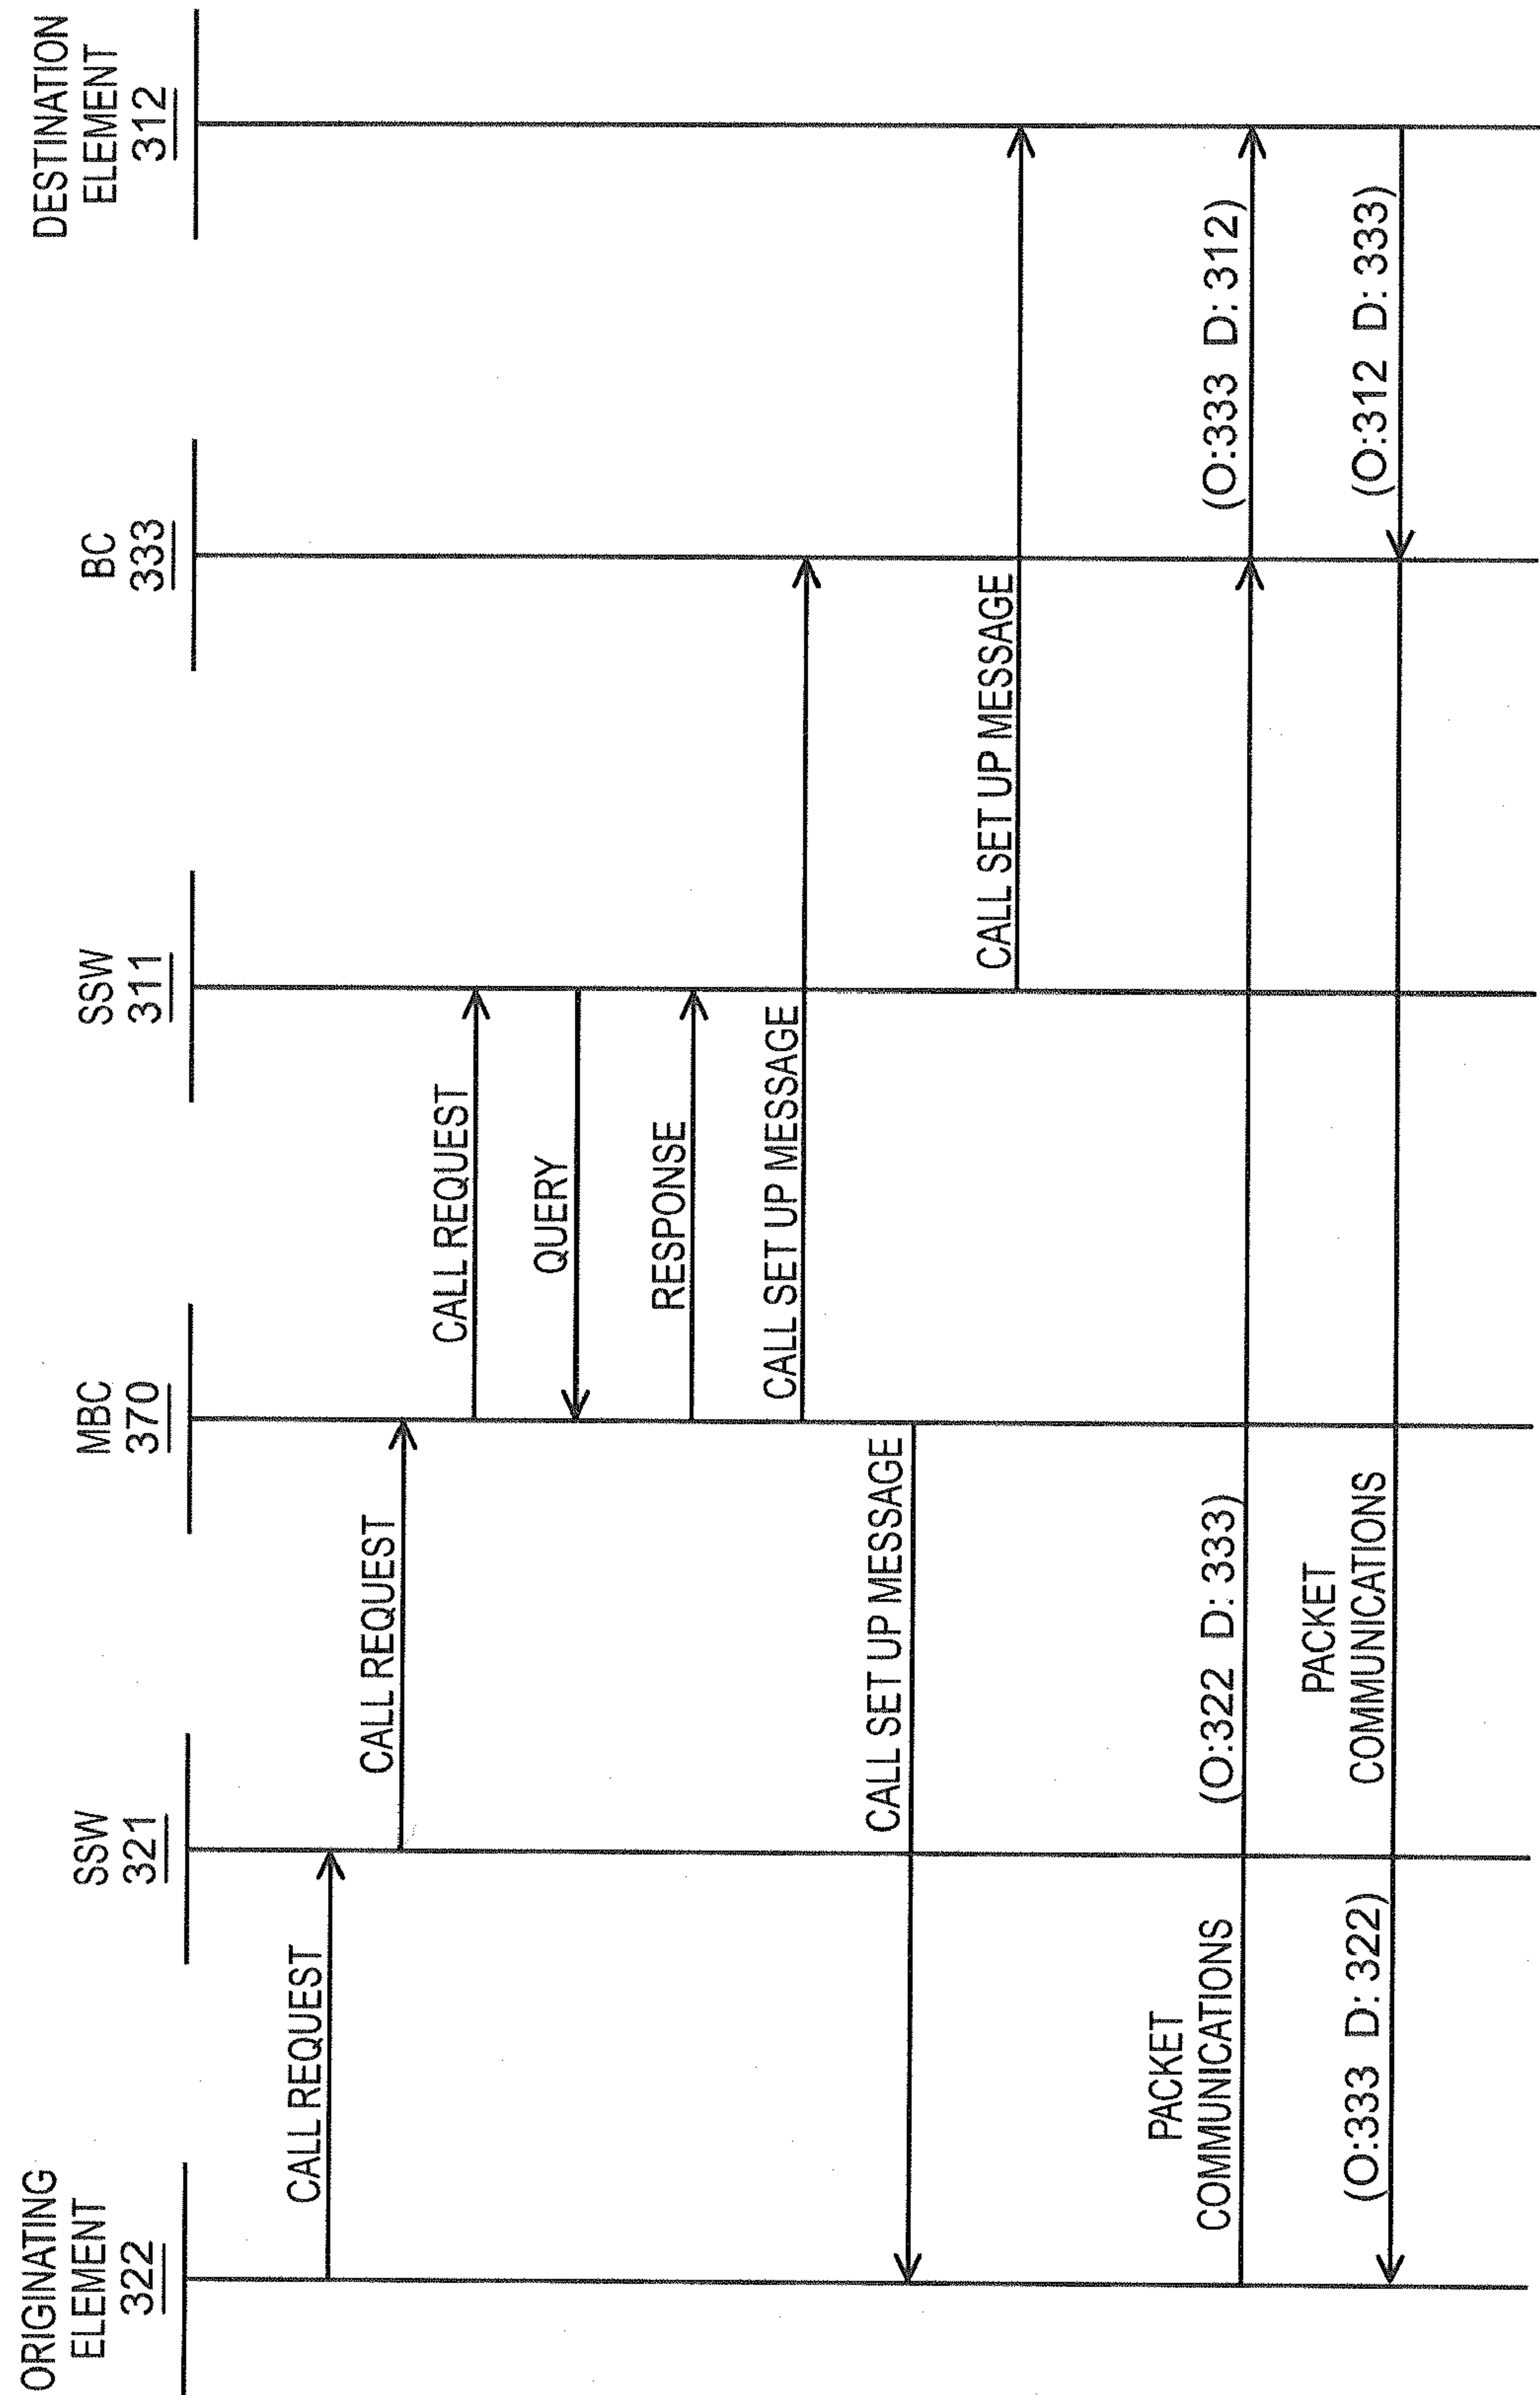 ORIGINATING
ELEMENT
322
SSW
321
MBC
370
SSW
311
BC
333
DESTINATION
ELEMENT
312
CALL REQUEST
CALL REQUEST
CALL REQUEST
QUERY
RESPONSE
CALL SET UP MESSAGE
CALL SET UP MESSAGE
CALL SET UP MESSAGE
PACKET
COMMUNICATIONS
(O:322 D: 333)
(O:333 D: 312)
(O:333 D: 322)
PACKET
COMMUNICATIONS
(O:312 D: 333)